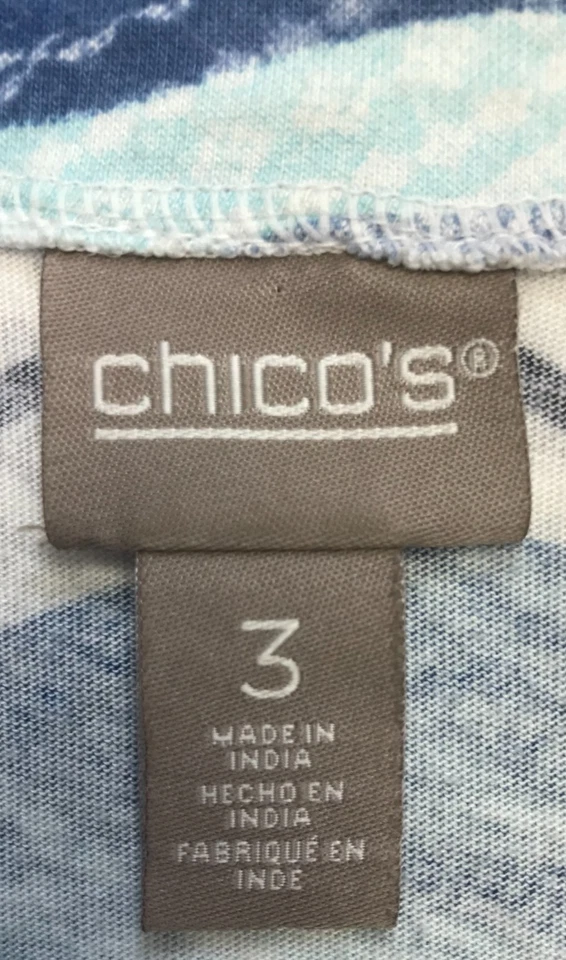 chico's®
3
MADE IN
INDIA
HECHO EN
INDIA
FABRIQUÉ EN
INDE